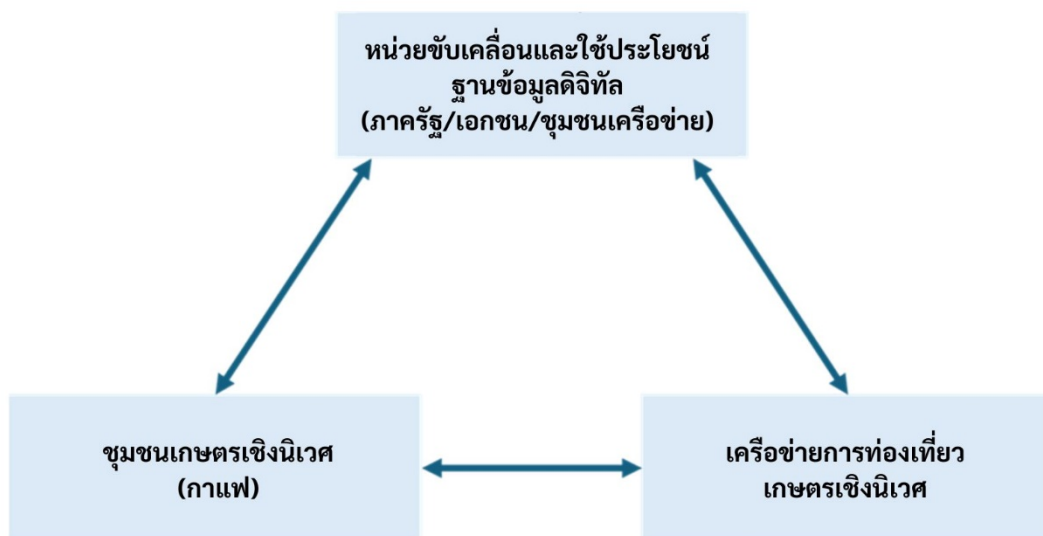 หน่วยขับเคลื่อนและใช้ประโยชน์
ฐานข้อมูลดิจิทัล
(ภาครัฐ/เอกชน/ชุมชนเครือข่าย)
ชุมชนเกษตรเชิงนิเวศ
(กาแฟ)
เครือข่ายการท่องเที่ยว
เกษตรเชิงนิเวศ